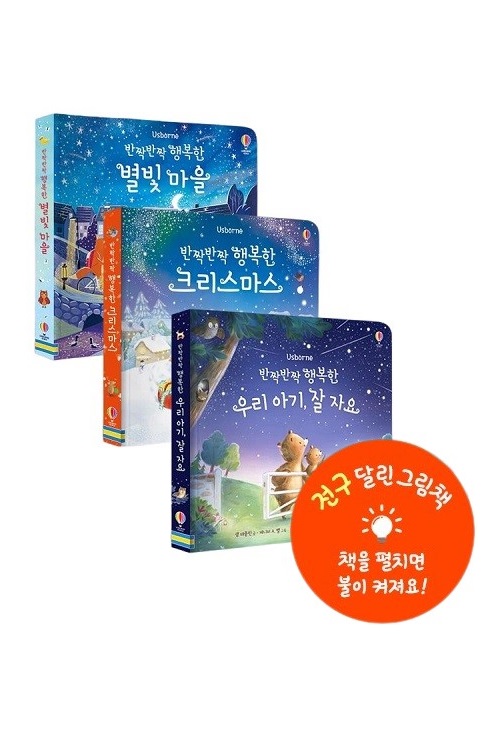 Usborne
반짝반짝 행복한
별빛 마을
반짝반짝 행복한 별빛 마을
Usborne
반짝반짝 행복한
크리스마스
반짝반짝 행복한 크리스마스
Usborne
반짝반짝 행복한
우리 아기, 잘 자요
반짝반짝 행복한 우리 아기, 잘 자요
전구 달린 그림책
책을 펼치면
불이 켜져요!